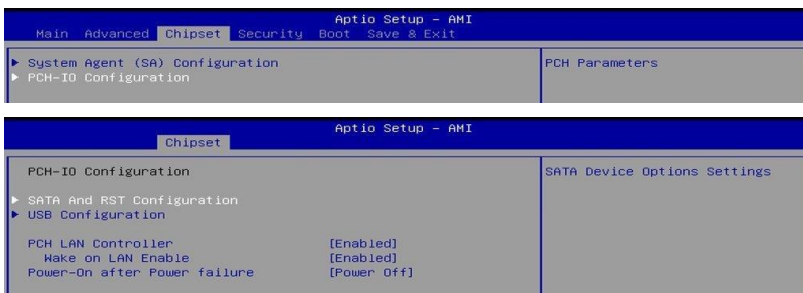 Aptio Setup – AMI
Main Advanced Chipset Security Boot Save & Exit
System Agent (SA) Configuration
PCH-IO Configuration
PCH Parameters
Aptio Setup – AMI
Chipset
PCH-IO Configuration
SATA And RST Configuration
USB Configuration
PCH LAN Controller [Enabled]
Wake on LAN Enable [Enabled]
Power-On after Power failure [Power Off]
SATA Device Options Settings